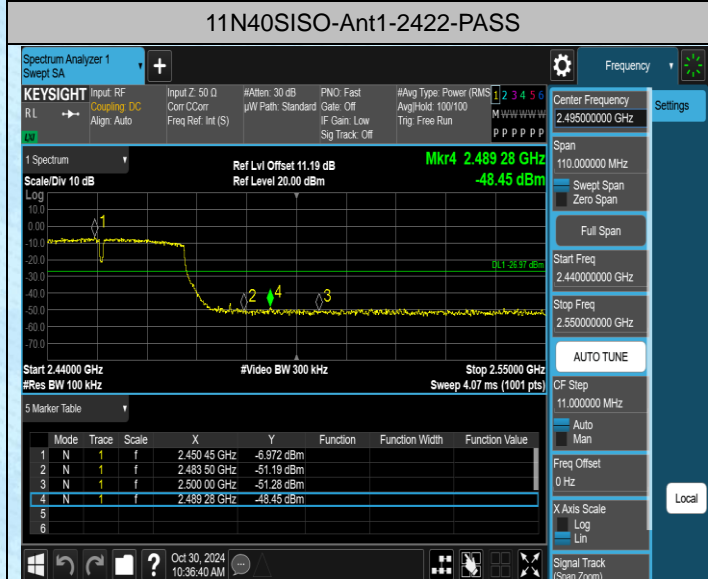 11N40SISO-Ant1-2422-PASS
Spectrum Analyzer 1
Swept SA
Frequency
KEYSIGHT
RL
Input: RF
Coupling: DC
Align: Auto
Input Z: 50 Ω
Corr CCorr
Freq Ref: Int (S)
#Atten: 30 dB
µW Path: Standard
PNO: Fast
Gate: Off
IF Gain: Low
Sig Track: Off
#Avg Type: Power (RMS
Avg|Hold: 100/100
Trig: Free Run
1 2 3 4 5 6
M W W W W W
P P P P P P
Center Frequency
2.495000000 GHz
Settings
1 Spectrum
Ref Lvl Offset 11.19 dB
Mkr4 2.489 28 GHz
Scale/Div 10 dB
Ref Level 20.00 dBm
-48.45 dBm
Log
10.0
0.00
-10.0
-20.0
-30.0
-40.0
-50.0
-60.0
-70.0
1
2
4
3
DL1 -26.97 dBm
Span
110.000000 MHz
Swept Span
Zero Span
Full Span
Start Freq
2.440000000 GHz
Stop Freq
2.550000000 GHz
AUTO TUNE
Start 2.44000 GHz
#Video BW 300 kHz
Stop 2.55000 GHz
#Res BW 100 kHz
Sweep 4.07 ms (1001 pts)
CF Step
11.000000 MHz
Auto
Man
Freq Offset
0 Hz
X Axis Scale
Log
Lin
Signal Track
(Span Zoom)
Local
5 Marker Table
Mode Trace Scale X Y Function Function Width Function Value
1 N 1 f 2.450 45 GHz -6.972 dBm
2 N 1 f 2.483 50 GHz -51.19 dBm
3 N 1 f 2.500 00 GHz -51.28 dBm
4 N 1 f 2.489 28 GHz -48.45 dBm
5
6
Oct 30, 2024
10:36:40 AM